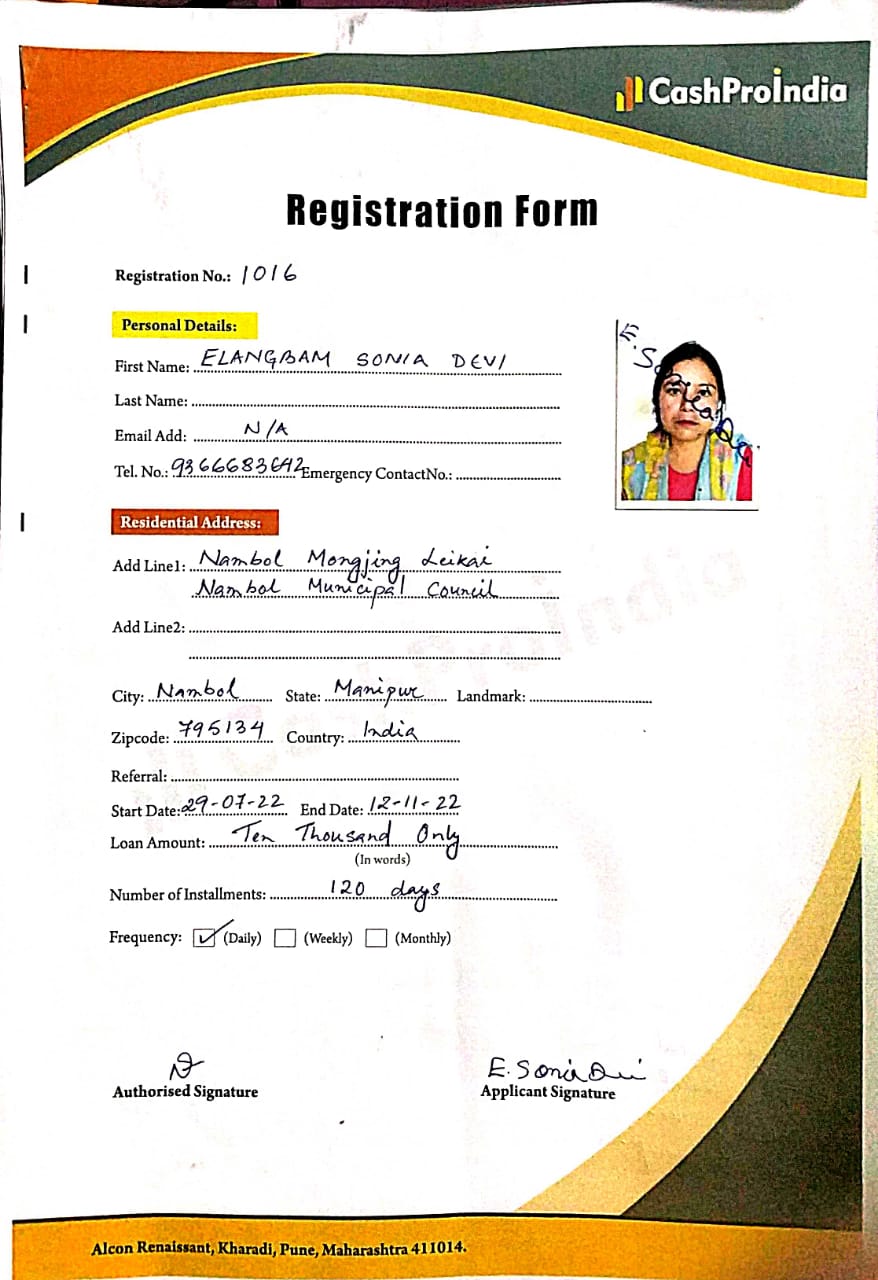 CashProIndia
Registration Form
Registration No.: 1016
Personal Details:
First Name: ELANGBAM SONIA DEVI
Last Name:
Email Add: N/A
Tel. No.: 9366683642 Emergency ContactNo.:
E. Sonia Devi
Residential Address:
Add Line1: Nambol Mongjing Leikai
Nambol Municipal Council
Add Line2:
City: Nambol State: Manipur Landmark:
Zipcode: 795134 Country: India
Referral:
Start Date: 29-07-22 End Date: 12-11-22
Loan Amount: Ten Thousand Only
(In words)
Number of Installments: 120 days
Frequency: (Daily) (Weekly) (Monthly)
E. Sonia Devi
Authorised Signature Applicant Signature
Alcon Renaissant, Kharadi, Pune, Maharashtra 411014.